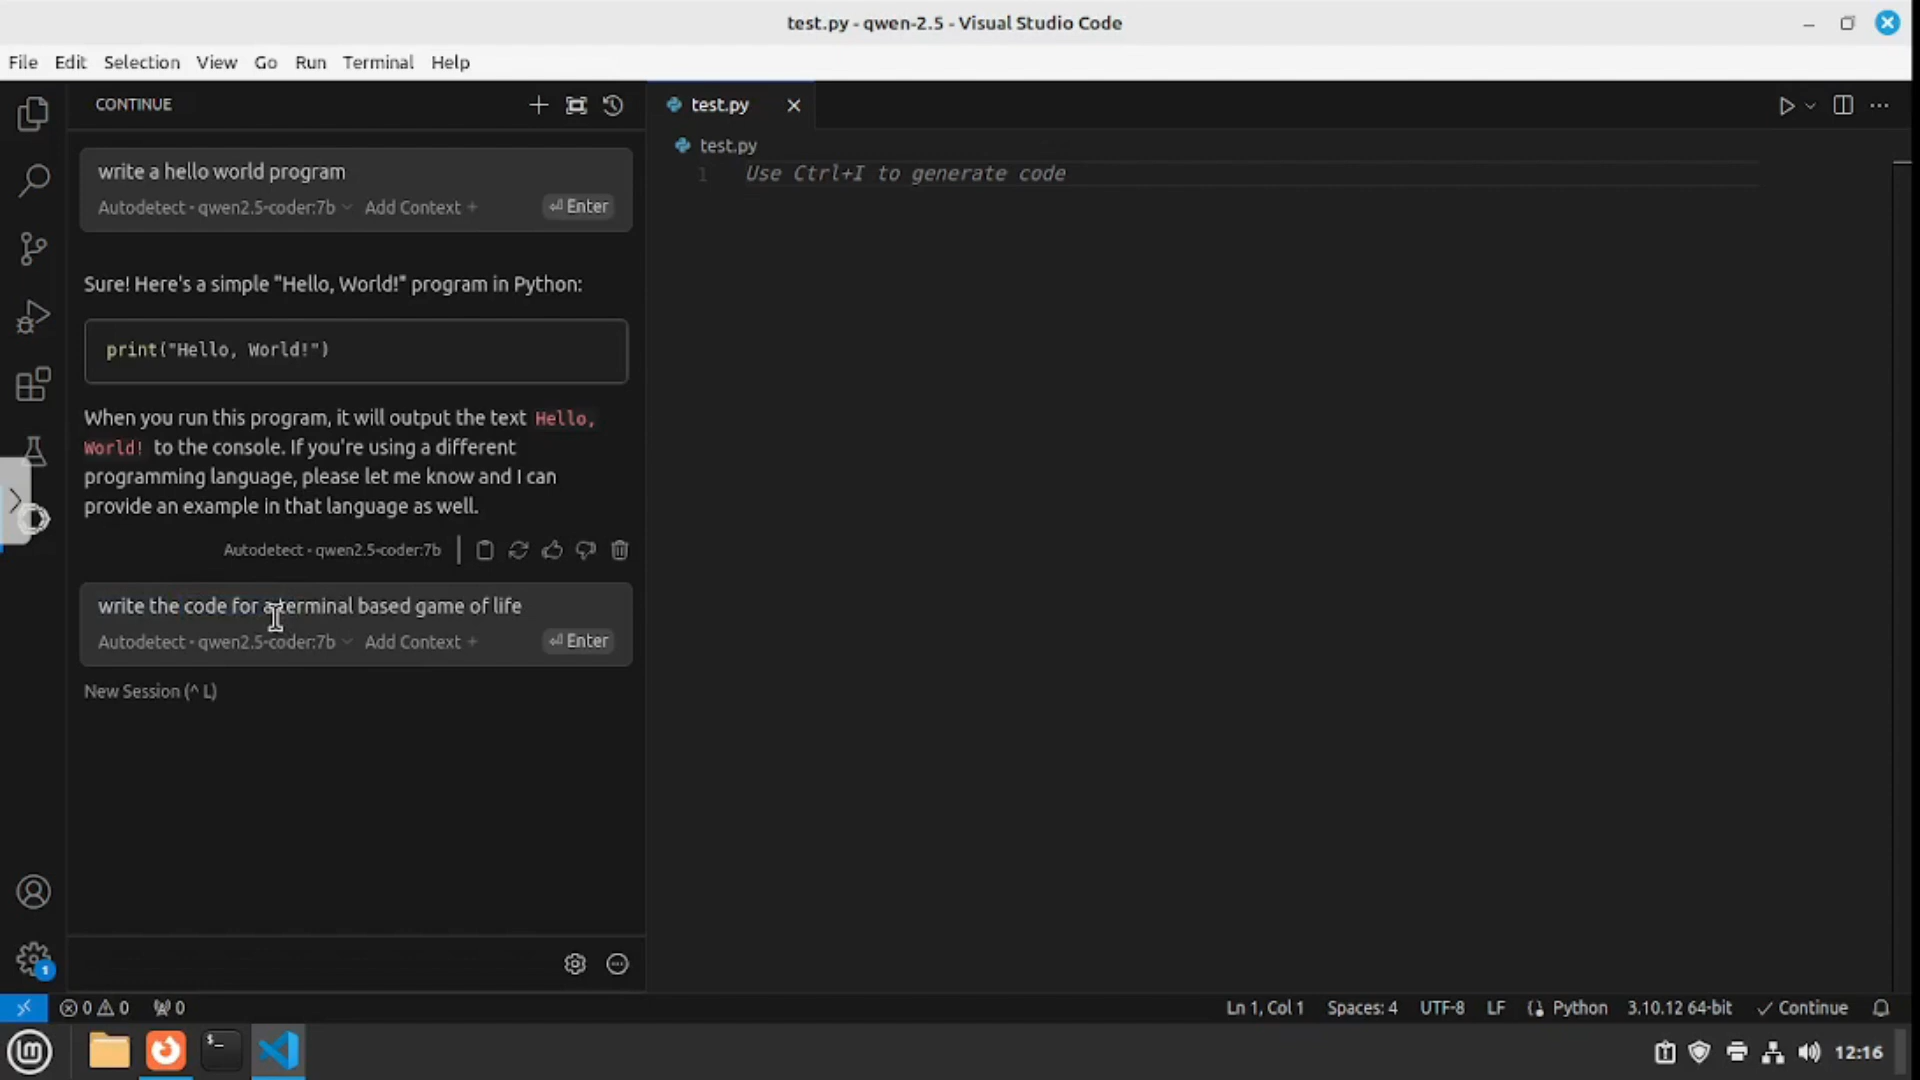 test.py - qwen-2.5 - Visual Studio Code
File Edit Selection View Go Run Terminal Help
CONTINUE
test.py
test.py
1 Use Ctrl+I to generate code
write a hello world program
Autodetect · qwen2.5-coder:7b Add Context + ⏎ Enter
Sure! Here's a simple "Hello, World!" program in Python:
print("Hello, World!")
When you run this program, it will output the text Hello,
World! to the console. If you're using a different
programming language, please let me know and I can
provide an example in that language as well.
Autodetect · qwen2.5-coder:7b
write the code for a terminal based game of life
Autodetect · qwen2.5-coder:7b Add Context + ⏎ Enter
New Session (^ L)
1
0 0 0 Ln 1, Col 1 Spaces: 4 UTF-8 LF Python 3.10.12 64-bit ✓ Continue
12:16